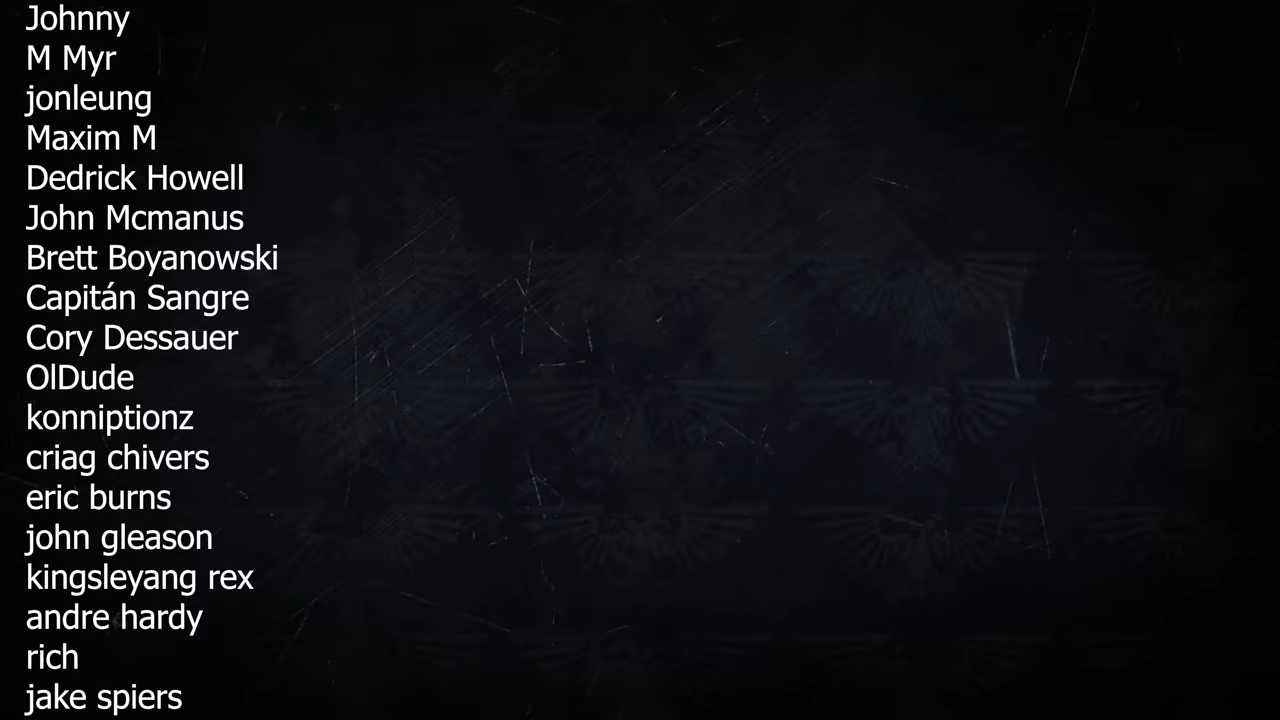 Johnny
M Myr
jonleung
Maxim M
Dedrick Howell
John Mcmanus
Brett Boyanowski
Capitán Sangre
Cory Dessauer
OlDude
konniptionz
criag chivers
eric burns
john gleason
kingsleyang rex
andre hardy
rich
jake spiers